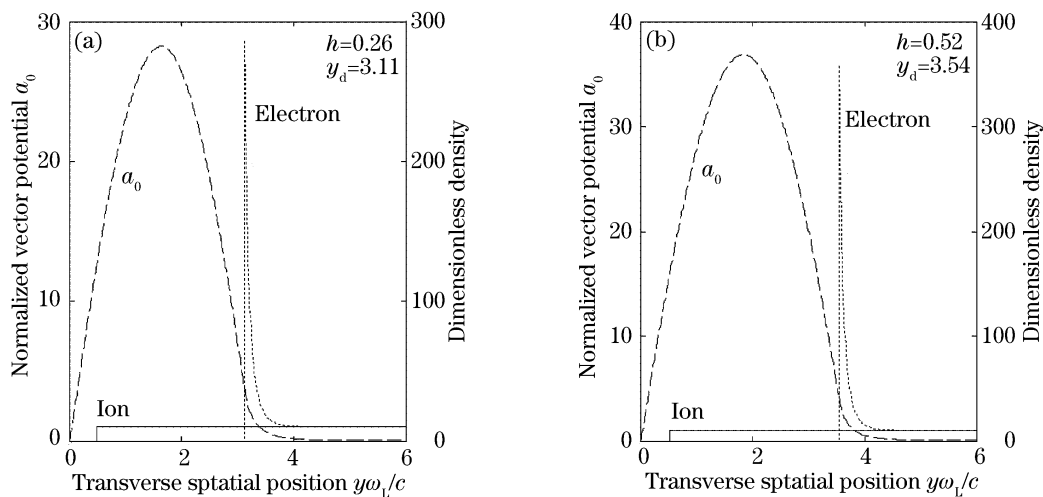 (a)
h=0.26
y_d=3.11
Electron
a_0
Ion
30
20
10
0
300
200
100
0
0
2
4
6
Normalized vector potential a_0
Dimensionless density
Transverse sptatial position yω_L/c
(b)
h=0.52
y_d=3.54
Electron
a_0
Ion
40
30
20
10
0
400
300
200
100
0
0
2
4
6
Normalized vector potential a_0
Dimensionless density
Transverse sptatial position yω_L/c